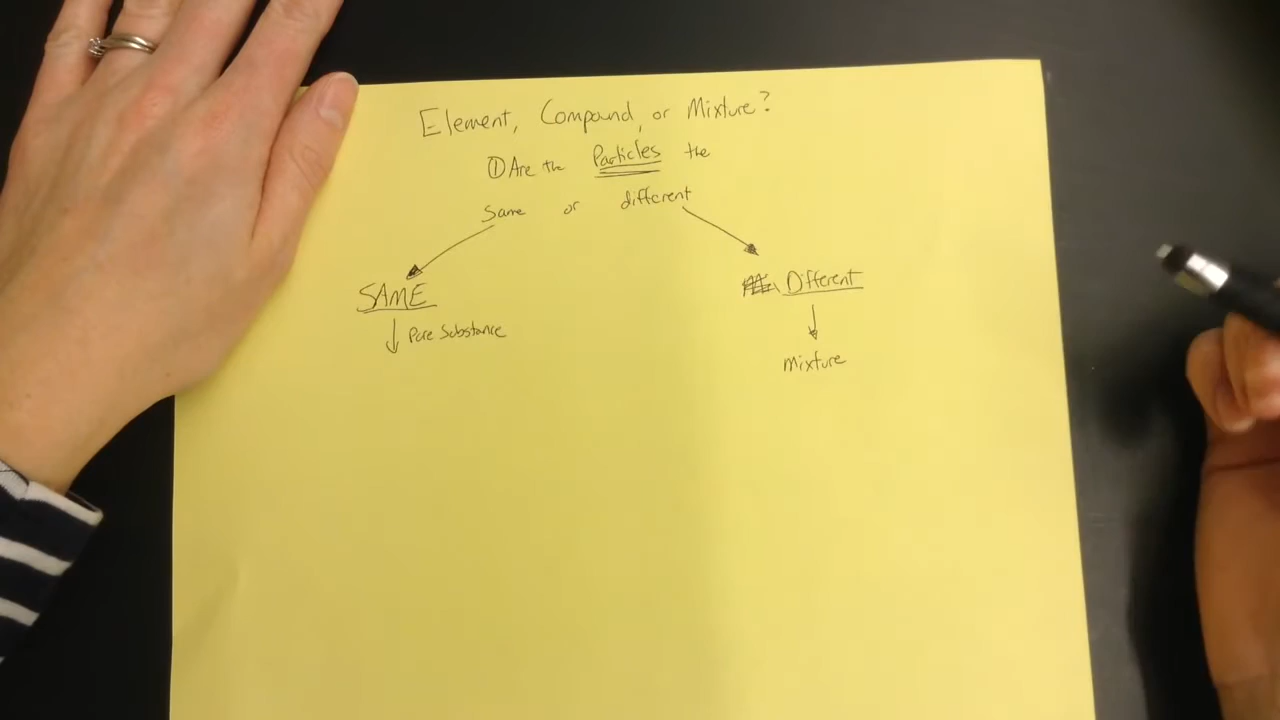 Element, Compound, or Mixture?
① Are the Particles the
Same or different
SAME
Different
Pure Substance
Mixture